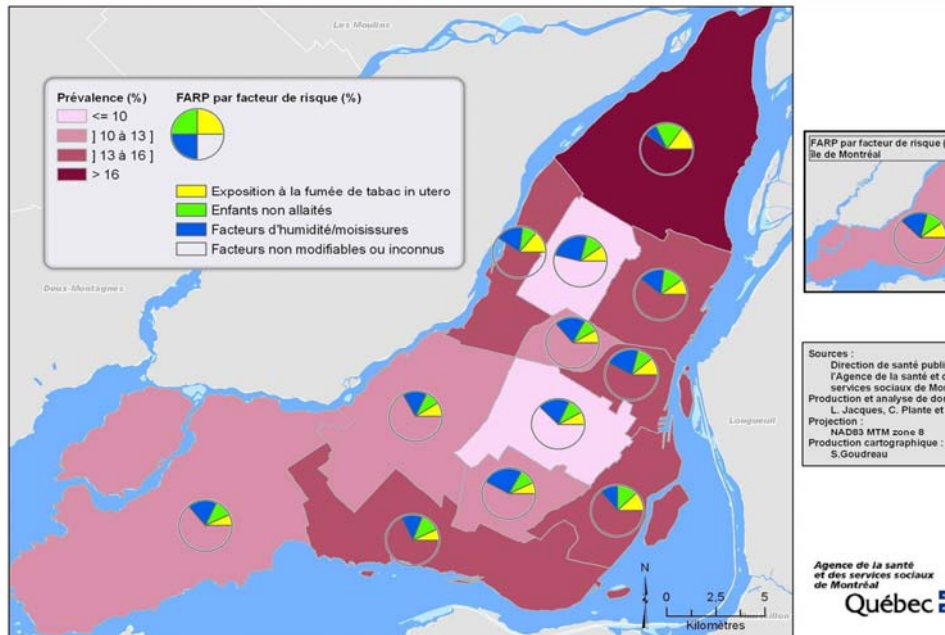 Les Moulins
Prévalence (%)
<= 10
] 10 à 13 ]
] 13 à 16 ]
> 16
FARP par facteur de risque (%)
Exposition à la fumée de tabac in utero
Enfants non allaités
Facteurs d'humidité/moisissures
Facteurs non modifiables ou inconnus
Deux-Montagnes
Longueuil
N
0 2,5 5
Kilomètres
FARP par facteur de risque (
île de Montréal
Sources :
Direction de santé publi
l'Agence de la santé et d
services sociaux de Mo
Production et analyse de don
L. Jacques, C. Plante et
Projection :
NAD83 MTM zone 8
Production cartographique :
S.Goudreau
Agence de la santé
et des services sociaux
de Montréal
Québec